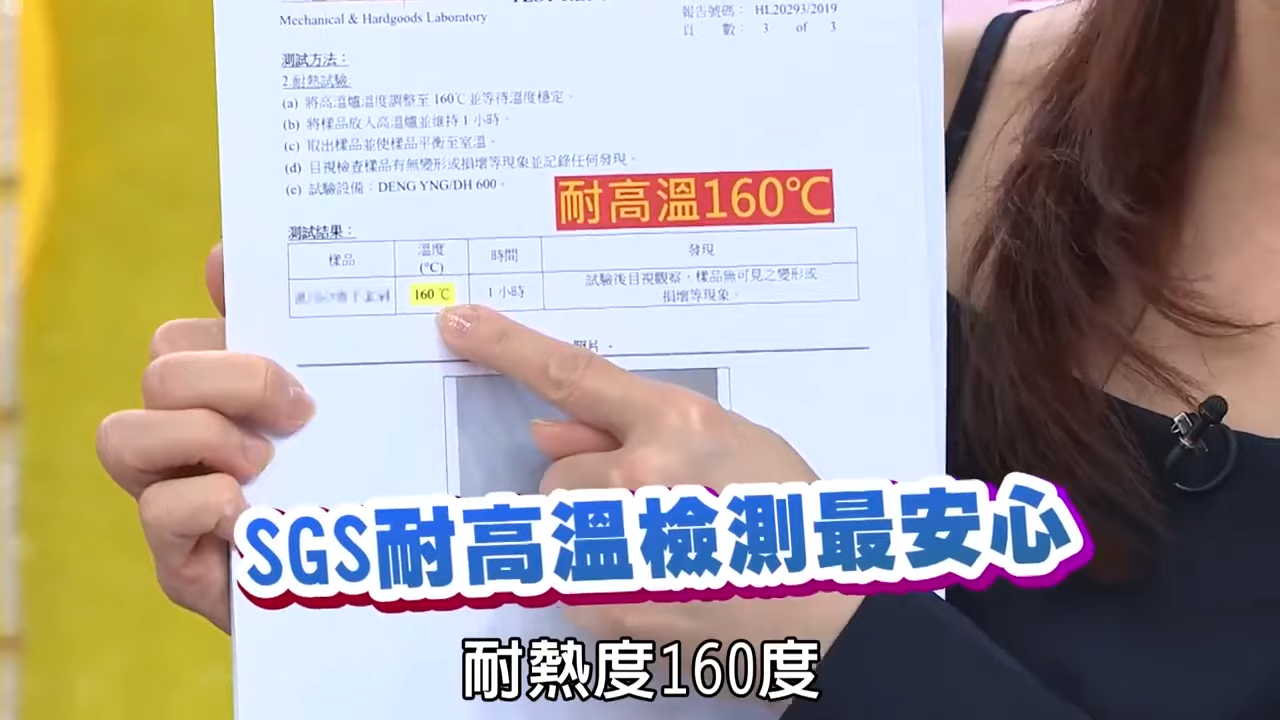 Mechanical & Hardgoods Laboratory
報告號碼： HL20293/2019
頁 數： 3 of 3
測試方法：
2.耐熱試驗:
(a) 將高溫爐溫度調整至 160℃並等待溫度穩定。
(b) 將樣品放入高溫爐並維持 1 小時。
(c) 取出樣品並使樣品平衡至室溫。
(d) 目視檢查樣品有無變形或損壞等現象並記錄任何發現。
(e) 試驗設備：DENG YNG/DH 600。
耐高溫160℃
測試結果：
樣品 溫度 (°C) 時間 發現
160 ℃ 1 小時 試驗後目視觀察，樣品無可見之變形或
損壞等現象。
照片 -
SGS耐高溫檢測最安心
耐熱度160度